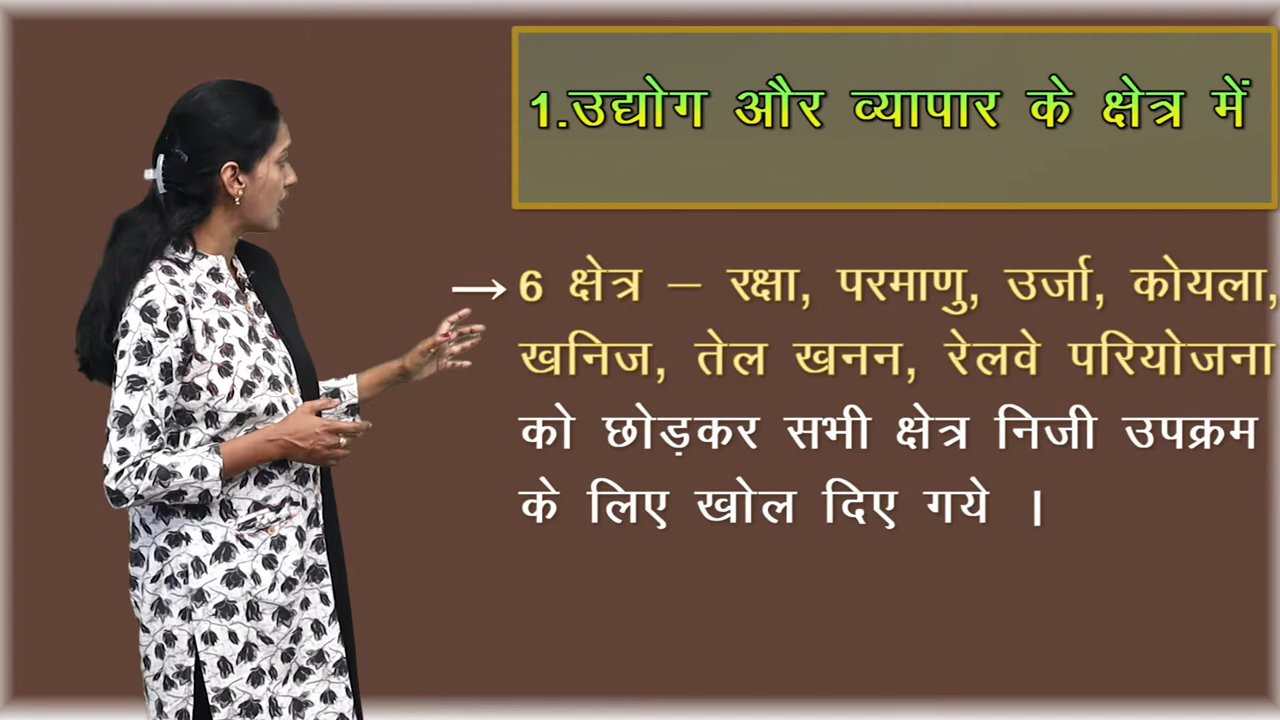 1.उद्योग और व्यापार के क्षेत्र में
→ 6 क्षेत्र – रक्षा, परमाणु, उर्जा, कोयला,
खनिज, तेल खनन, रेलवे परियोजना
को छोड़कर सभी क्षेत्र निजी उपक्रम
के लिए खोल दिए गये ।